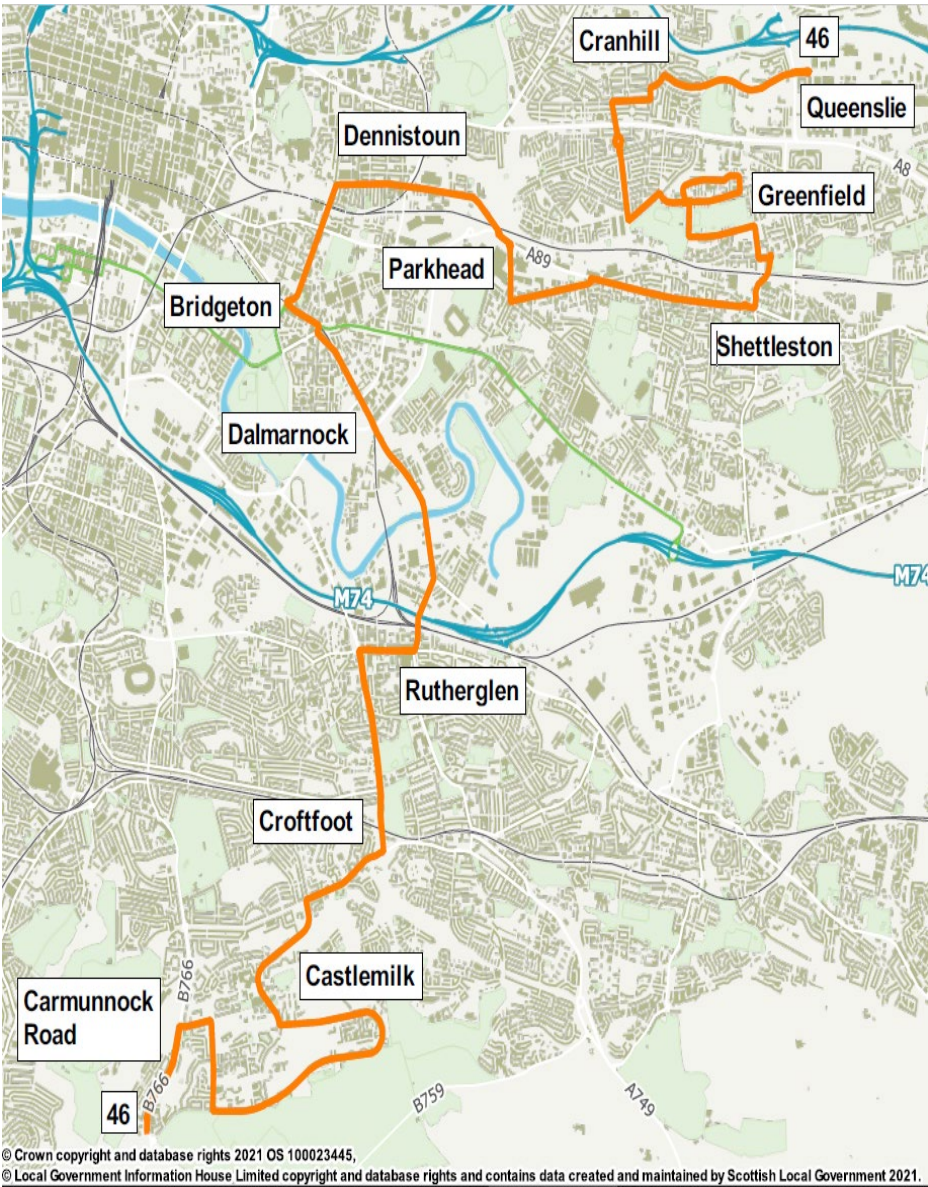 Cranhill
46
Queenslie
Dennistoun
A8
Greenfield
Parkhead
A89
Bridgeton
Shettleston
Dalmarnock
M74
M74
Rutherglen
Croftfoot
Castlemilk
B766
Carmunnock
Road
B766
46
B759
A749
© Crown copyright and database rights 2021 OS 100023445,
© Local Government Information House Limited copyright and database rights and contains data created and maintained by Scottish Local Government 2021.